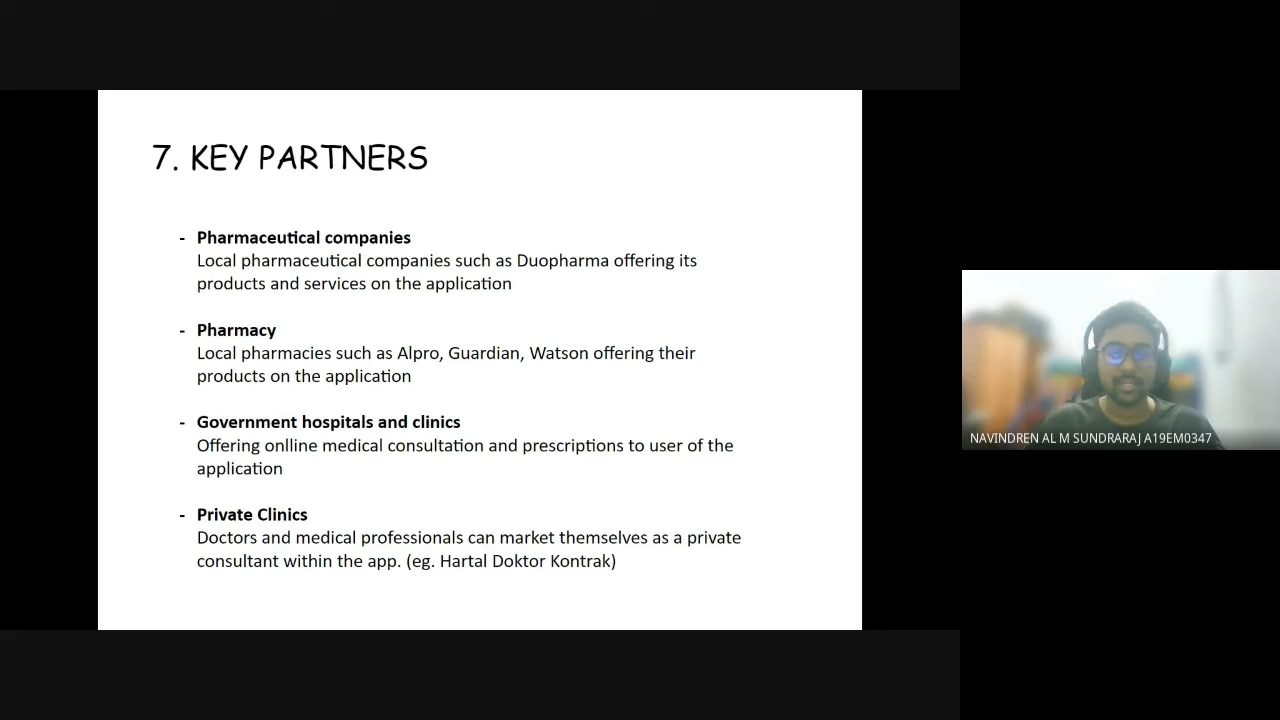 7. KEY PARTNERS
- Pharmaceutical companies
Local pharmaceutical companies such as Duopharma offering its
products and services on the application
- Pharmacy
Local pharmacies such as Alpro, Guardian, Watson offering their
products on the application
- Government hospitals and clinics
Offering onlline medical consultation and prescriptions to user of the
application
- Private Clinics
Doctors and medical professionals can market themselves as a private
consultant within the app. (eg. Hartal Doktor Kontrak)
NAVINDREN AL M SUNDRARAJ A19EM0347